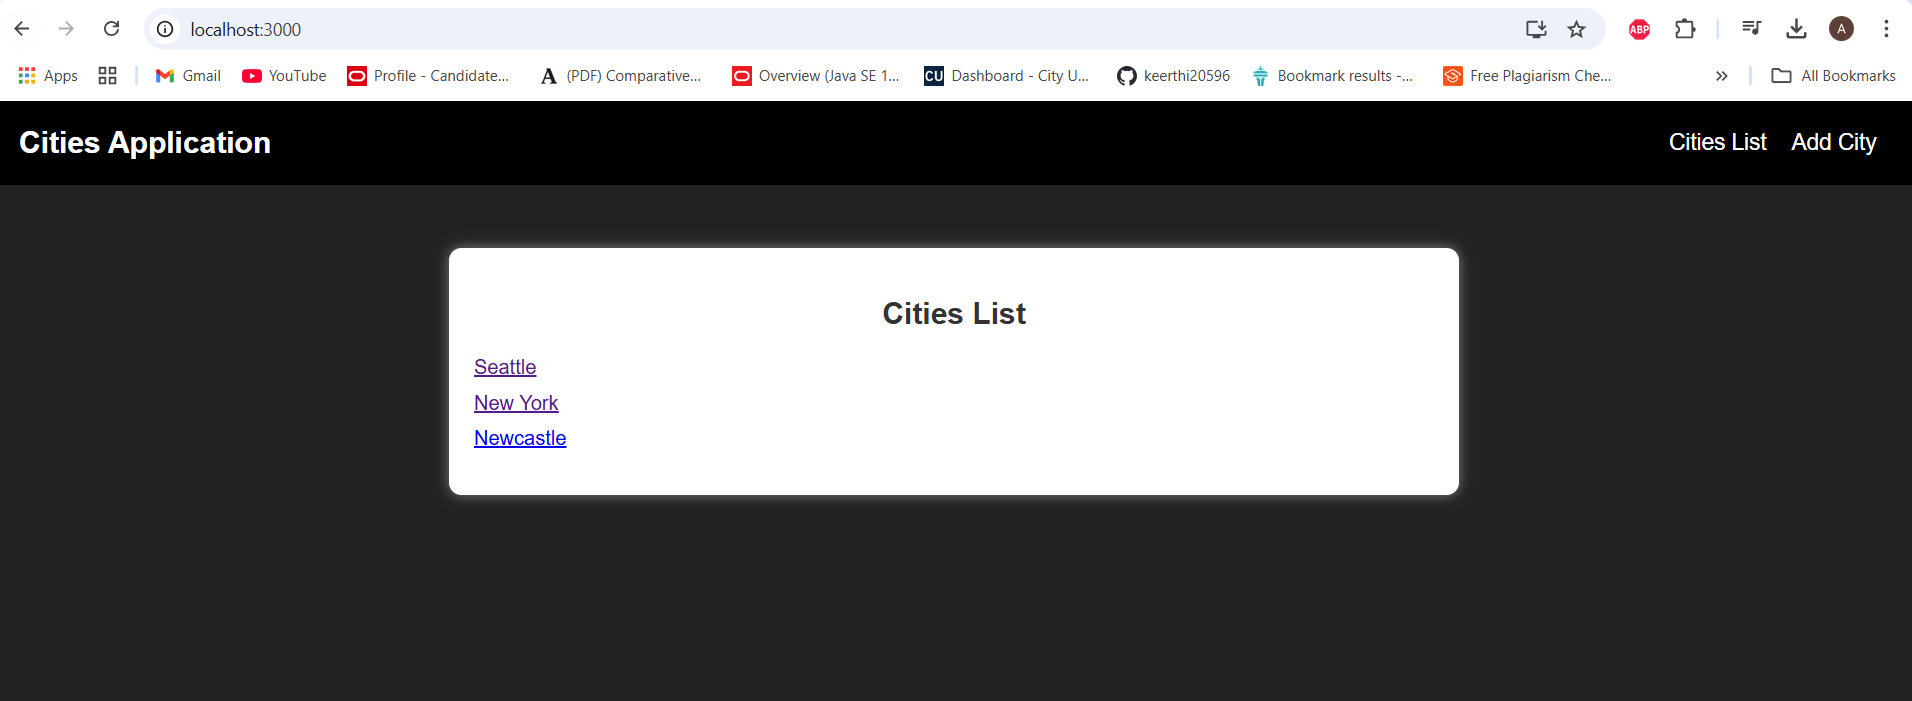 localhost:3000
ABP
A
Apps
Gmail
YouTube
Profile - Candidate...
A
(PDF) Comparative...
Overview (Java SE 1...
CU
Dashboard - City U...
keerthi20596
Bookmark results -...
Free Plagiarism Che...
»
All Bookmarks
Cities Application
Cities List
Add City
Cities List
Seattle
New York
Newcastle